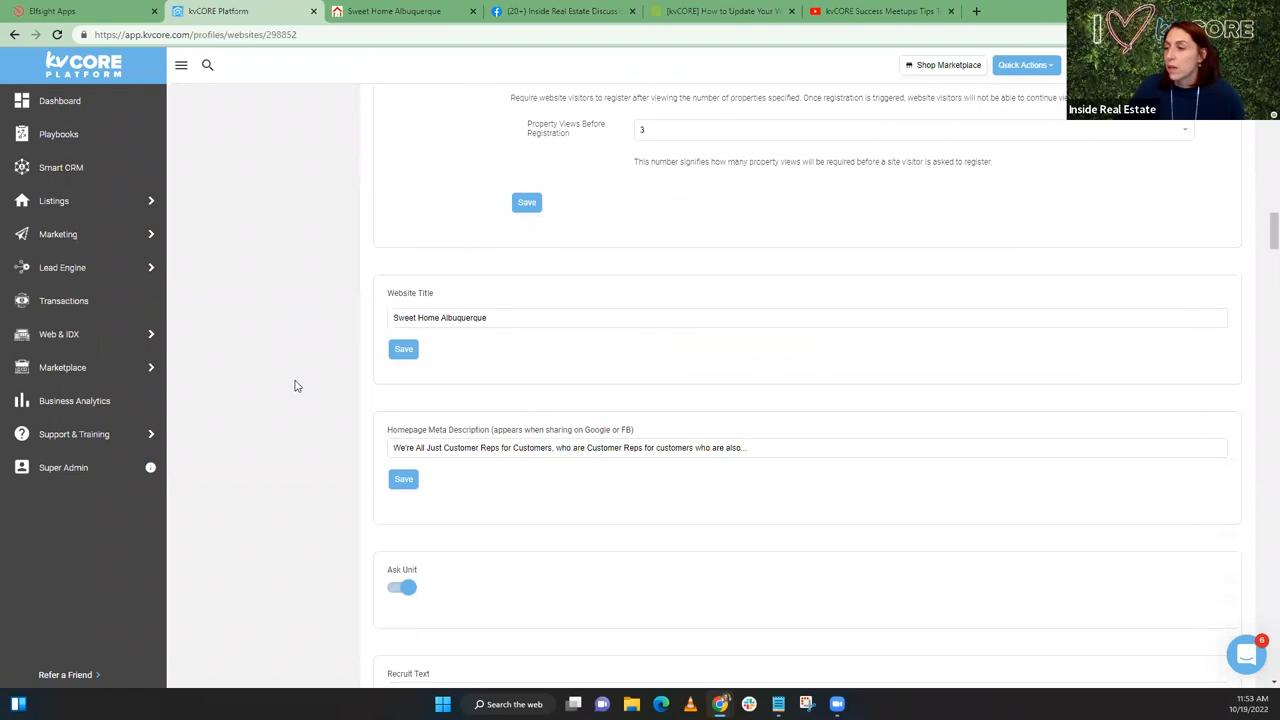 Elfsight Apps
kvCORE Platform
Sweet Home Albuquerque
(20+) Inside Real Estate Discuss
[kvCORE] How to Update Your W
kvCORE Success Meetups: Tips T
https://app.kvcore.com/profiles/websites/298852
I CORE
Inside Real Estate
kvCORE
PLATFORM
Shop Marketplace
Quick Actions
Dashboard
Playbooks
Smart CRM
Listings
Marketing
Lead Engine
Transactions
Web & IDX
Marketplace
Business Analytics
Support & Training
Super Admin
Refer a Friend
Require website visitors to register after viewing the number of properties specified. Once registration is triggered, website visitors will not be able to continue
Property Views Before
Registration
3
This number signifies how many property views will be required before a site visitor is asked to register.
Save
Website Title
Sweet Home Albuquerque
Save
Homepage Meta Description (appears when sharing on Google or FB)
We're All Just Customer Reps for Customers, who are Customer Reps for customers who are also...
Save
Ask Unit
Recruit Text
6
Search the web
11:53 AM
10/19/2022